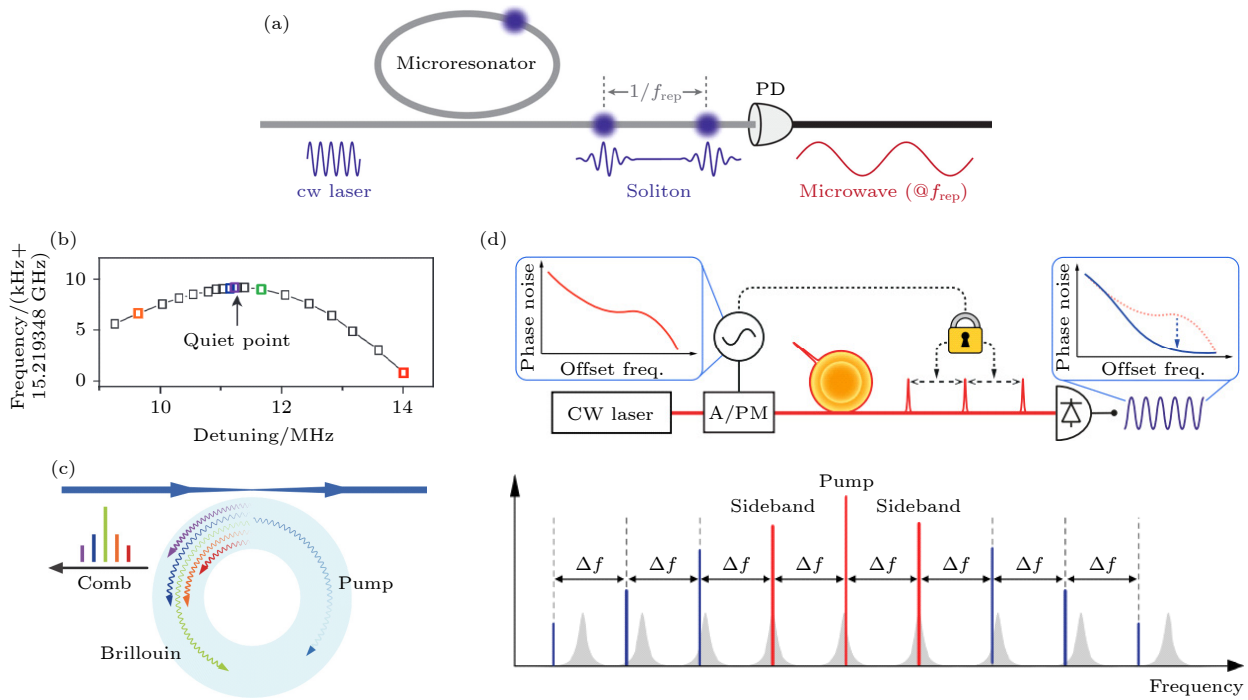 (a)
Microresonator
1/f_rep
PD
cw laser
Soliton
Microwave (@f_rep)
(b)
Frequency/(kHz+
15.219348 GHz)
10
5
0
Quiet point
10
12
14
Detuning/MHz
(c)
Comb
Pump
Brillouin
(d)
Phase noise
Offset freq.
CW laser
A/PM
Phase noise
Offset freq.
Pump
Sideband
Sideband
Δf
Δf
Δf
Δf
Δf
Δf
Δf
Δf
Frequency